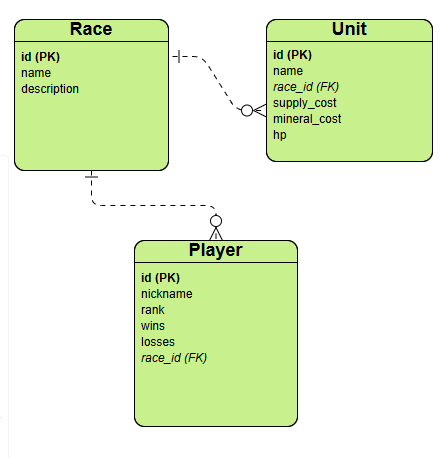 Race
id (PK)
name
description
Unit
id (PK)
name
race_id (FK)
supply_cost
mineral_cost
hp
Player
id (PK)
nickname
rank
wins
losses
race_id (FK)